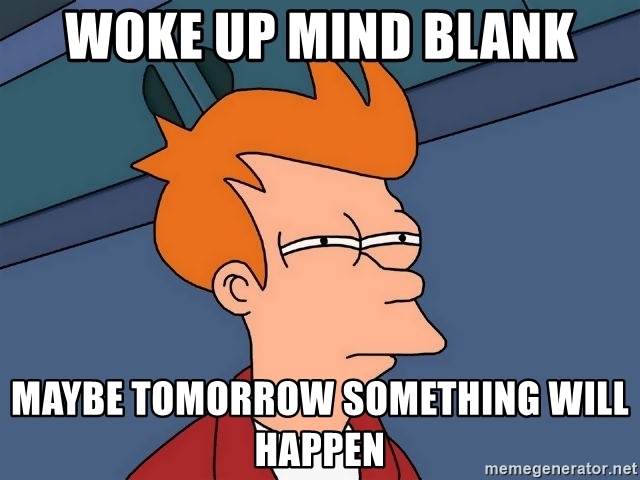 WOKE UP MIND BLANK
MAYBE TOMORROW SOMETHING WILL
HAPPEN
memegenerator.net